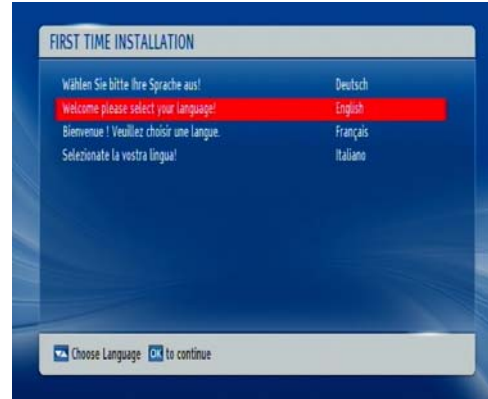 FIRST TIME INSTALLATION
Wählen Sie bitte Ihre Sprache aus! Deutsch
Welcome please select your language! English
Bienvenue ! Veuillez choisir une langue. Français
Selezionate la vostra lingua! Italiano
Choose Language OK to continue